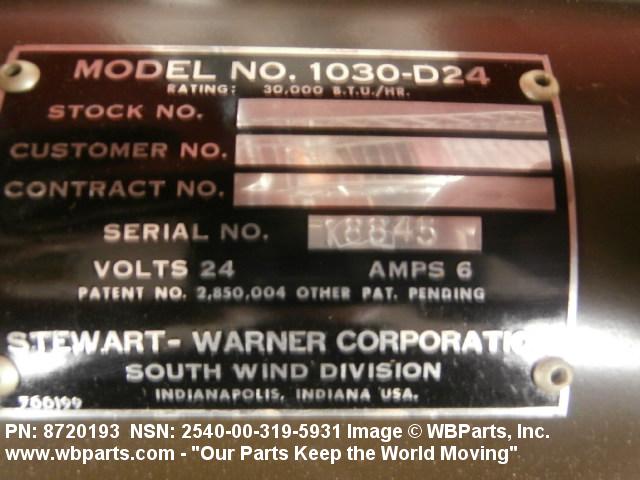 MODEL NO. 1030-D24
RATING: 30,000 B.T.U./HR.
STOCK NO.
CUSTOMER NO.
CONTRACT NO.
SERIAL NO.
VOLTS 24 AMPS 6
PATENT NO. 2,850,004 OTHER PAT. PENDING
STEWART-WARNER CORPORATION
SOUTH WIND DIVISION
INDIANAPOLIS, INDIANA USA.
PN: 8720193 NSN: 2540-00-319-5931 Image © WBParts, Inc.
www.wbparts.com - "Our Parts Keep the World Moving"